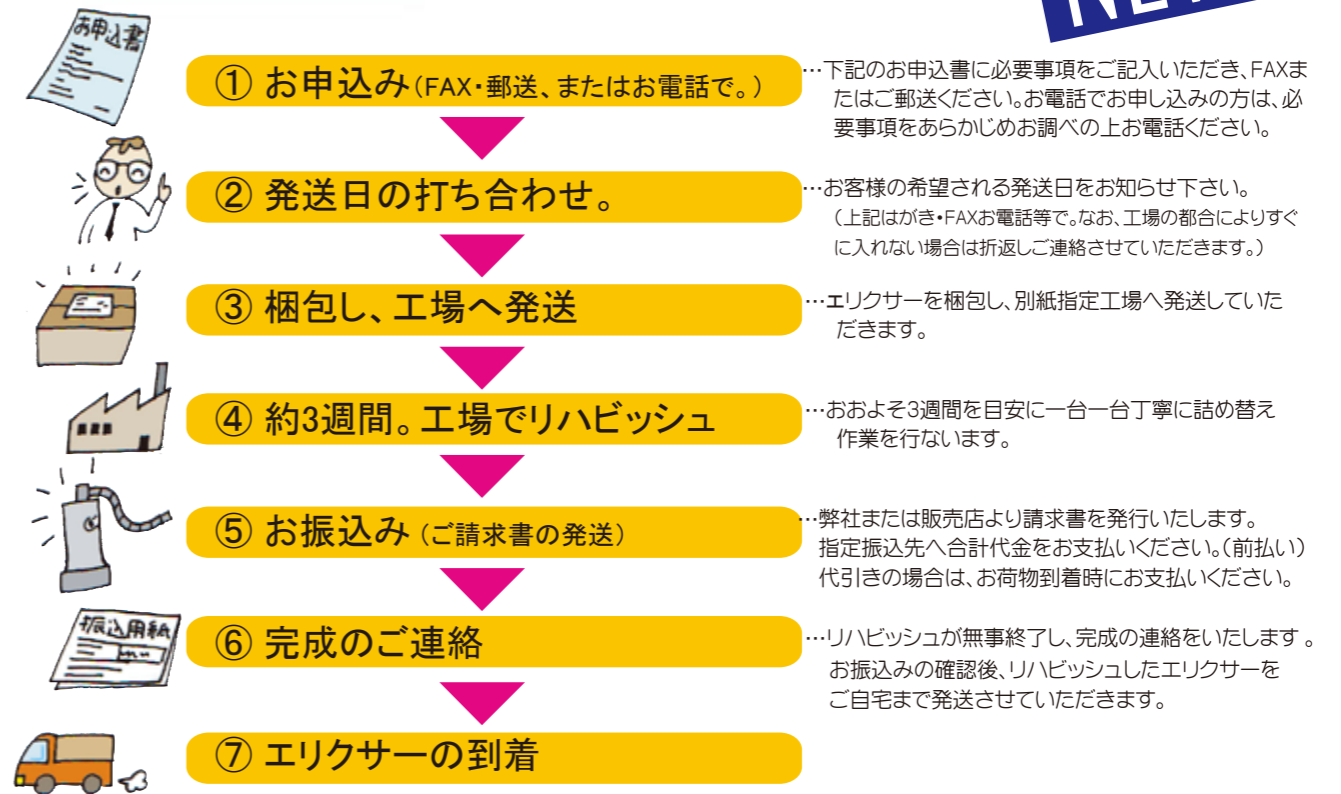 お申込書
① お申込み(FAX・郵送、またはお電話で。)
…下記のお申込書に必要事項をご記入いただき、FAXま
たはご郵送ください。お電話でお申し込みの方は、必
要事項をあらかじめお調べの上お電話ください。
② 発送日の打ち合わせ。
…お客様の希望される発送日をお知らせ下さい。
(上記はがき・FAXお電話等で。なお、工場の都合によりすぐ
に入れない場合は折返しご連絡させていただきます。)
③ 梱包し、工場へ発送
…エリクサーを梱包し、別紙指定工場へ発送していた
だきます。
④ 約3週間。工場でリハビッシュ
…おおよそ3週間を目安に一台一台丁寧に詰め替え
作業を行ないます。
⑤ お振込み(ご請求書の発送)
…弊社または販売店より請求書を発行いたします。
指定振込先へ合計代金をお支払いください。(前払い)
代引きの場合は、お荷物到着時にお支払いください。
振込用紙
⑥ 完成のご連絡
…リハビッシュが無事終了し、完成の連絡をいたします。
お振込みの確認後、リハビッシュしたエリクサーを
ご自宅まで発送させていただきます。
⑦ エリクサーの到着